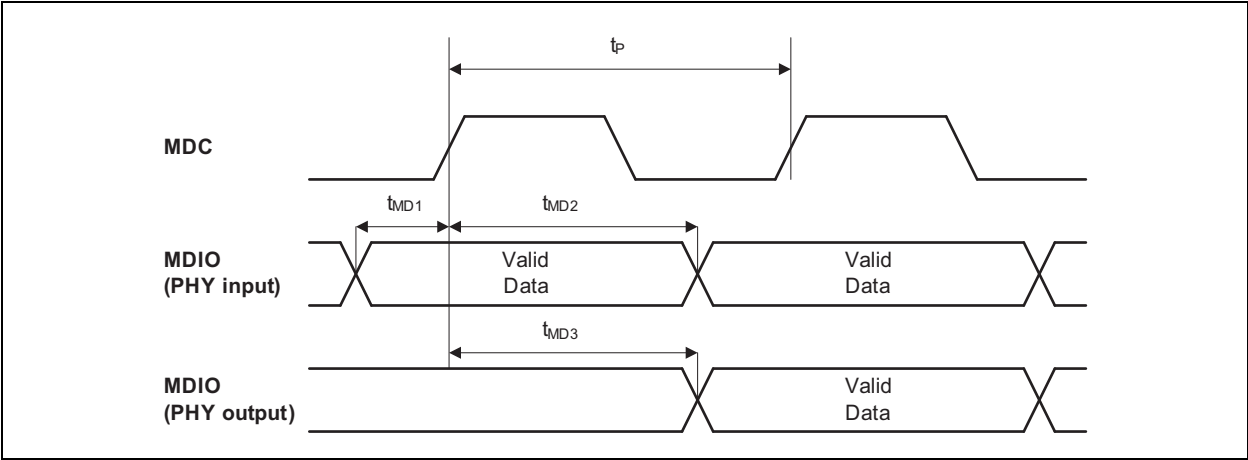 tP
MDC
tMD1
tMD2
MDIO
(PHY input)
Valid
Data
Valid
Data
tMD3
MDIO
(PHY output)
Valid
Data